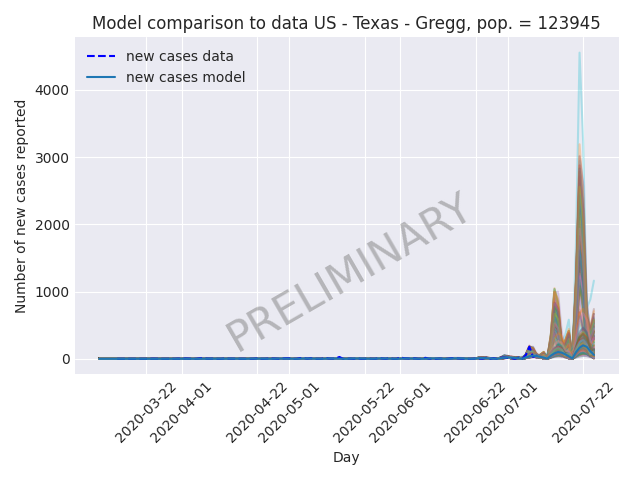 Model comparison to data US - Texas - Gregg, pop. = 123945
new cases data
new cases model
Number of new cases reported
4000
3000
2000
1000
0
PRELIMINARY
2020-03-22
2020-04-01
2020-04-22
2020-05-01
2020-05-22
2020-06-01
2020-06-22
2020-07-01
2020-07-22
Day